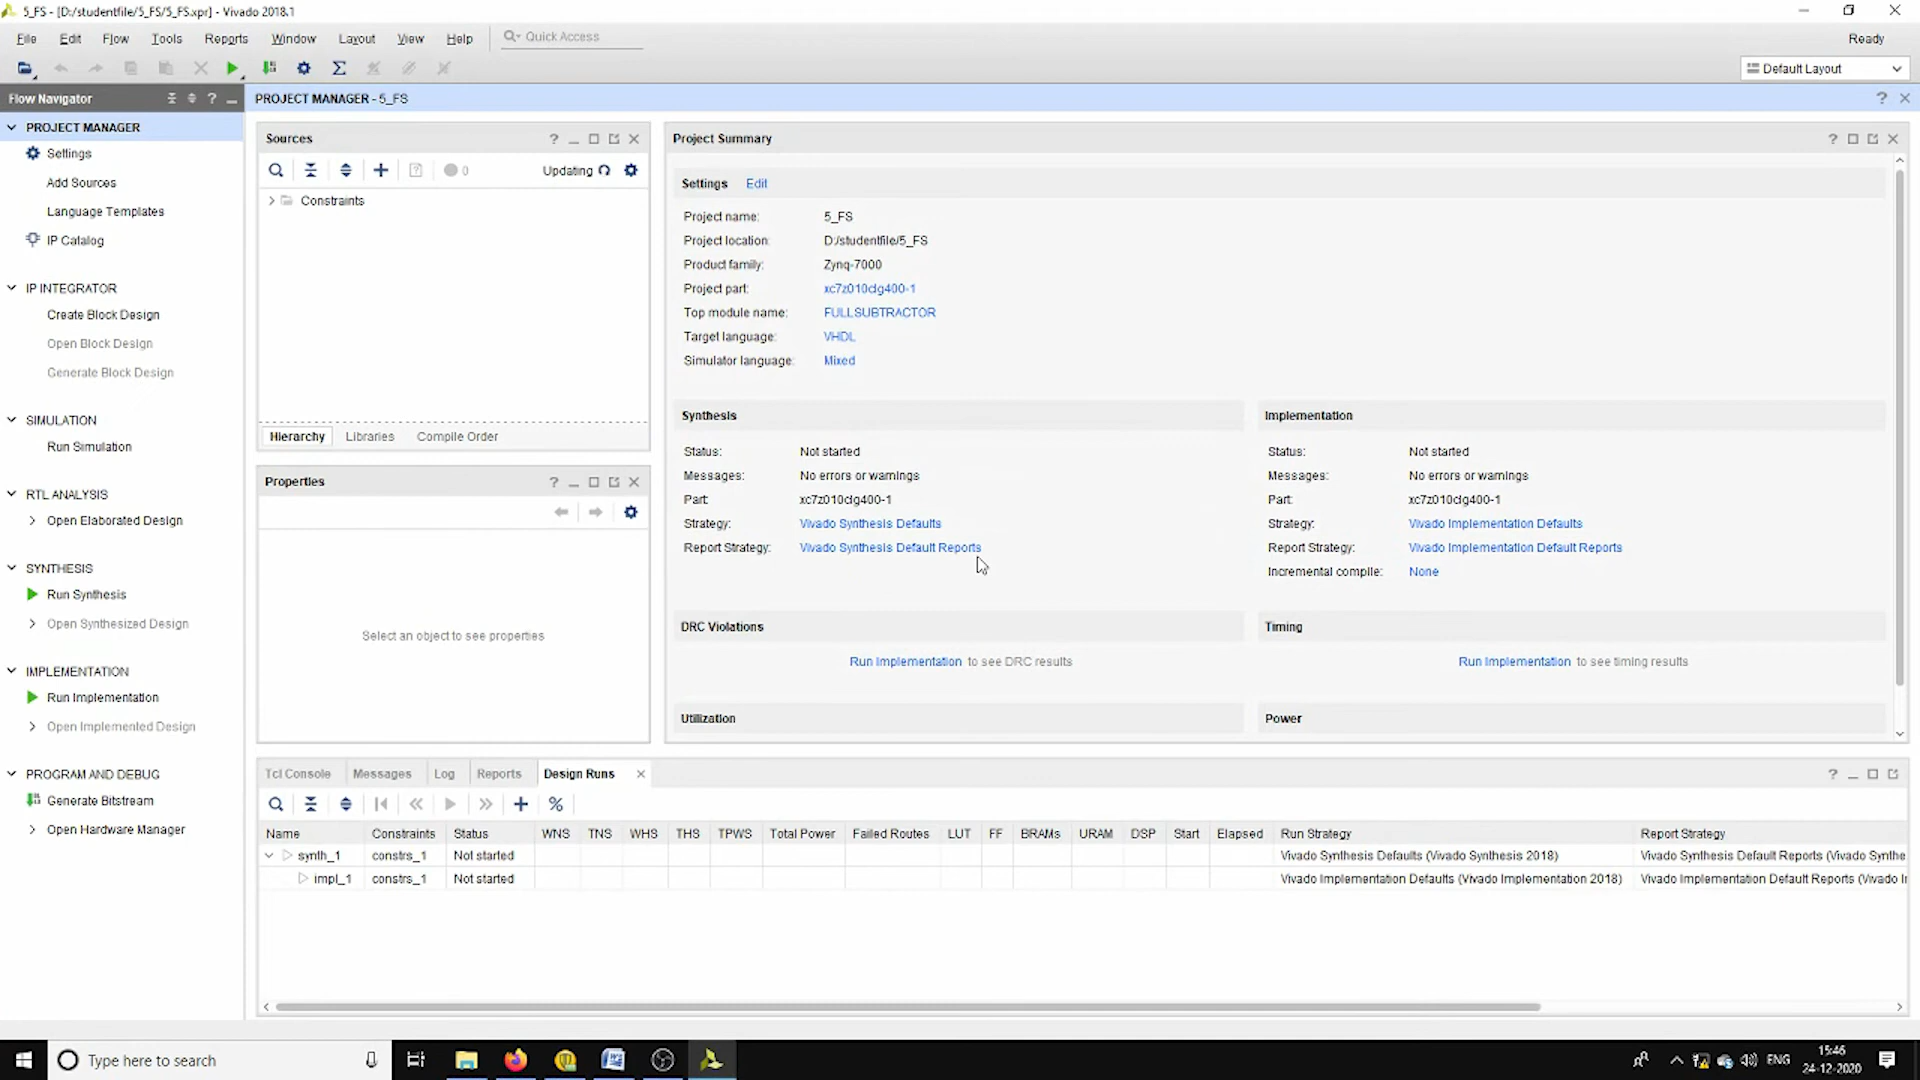 5_FS - [D:/studentfile/5_FS/5_FS.xpr] - Vivado 2018.1
File Edit Flow Tools Reports Window Layout View Help Quick Access Ready
Default Layout
Flow Navigator
PROJECT MANAGER - 5_FS
PROJECT MANAGER
Settings
Add Sources
Language Templates
IP Catalog
IP INTEGRATOR
Create Block Design
Open Block Design
Generate Block Design
SIMULATION
Run Simulation
RTL ANALYSIS
Open Elaborated Design
SYNTHESIS
Run Synthesis
Open Synthesized Design
IMPLEMENTATION
Run Implementation
Open Implemented Design
PROGRAM AND DEBUG
Generate Bitstream
Open Hardware Manager
Sources
0 Updating
Constraints
Hierarchy Libraries Compile Order
Properties
Select an object to see properties
Project Summary
Settings Edit
Project name: 5_FS
Project location: D:/studentfile/5_FS
Product family: Zynq-7000
Project part: xc7z010clg400-1
Top module name: FULLSUBTRACTOR
Target language: VHDL
Simulator language: Mixed
Synthesis
Status: Not started
Messages: No errors or warnings
Part: xc7z010clg400-1
Strategy: Vivado Synthesis Defaults
Report Strategy: Vivado Synthesis Default Reports
Implementation
Status: Not started
Messages: No errors or warnings
Part: xc7z010clg400-1
Strategy: Vivado Implementation Defaults
Report Strategy: Vivado Implementation Default Reports
Incremental compile: None
DRC Violations
Run Implementation to see DRC results
Timing
Run Implementation to see timing results
Utilization
Power
Tcl Console Messages Log Reports Design Runs
Name Constraints Status WNS TNS WHS THS TPWS Total Power Failed Routes LUT FF BRAMs URAM DSP Start Elapsed Run Strategy Report Strategy
synth_1 constrs_1 Not started Vivado Synthesis Defaults (Vivado Synthesis 2018) Vivado Synthesis Default Reports (Vivado Synthe
impl_1 constrs_1 Not started Vivado Implementation Defaults (Vivado Implementation 2018) Vivado Implementation Default Reports (Vivado I
Type here to search
ENG
15:46
24-12-2020